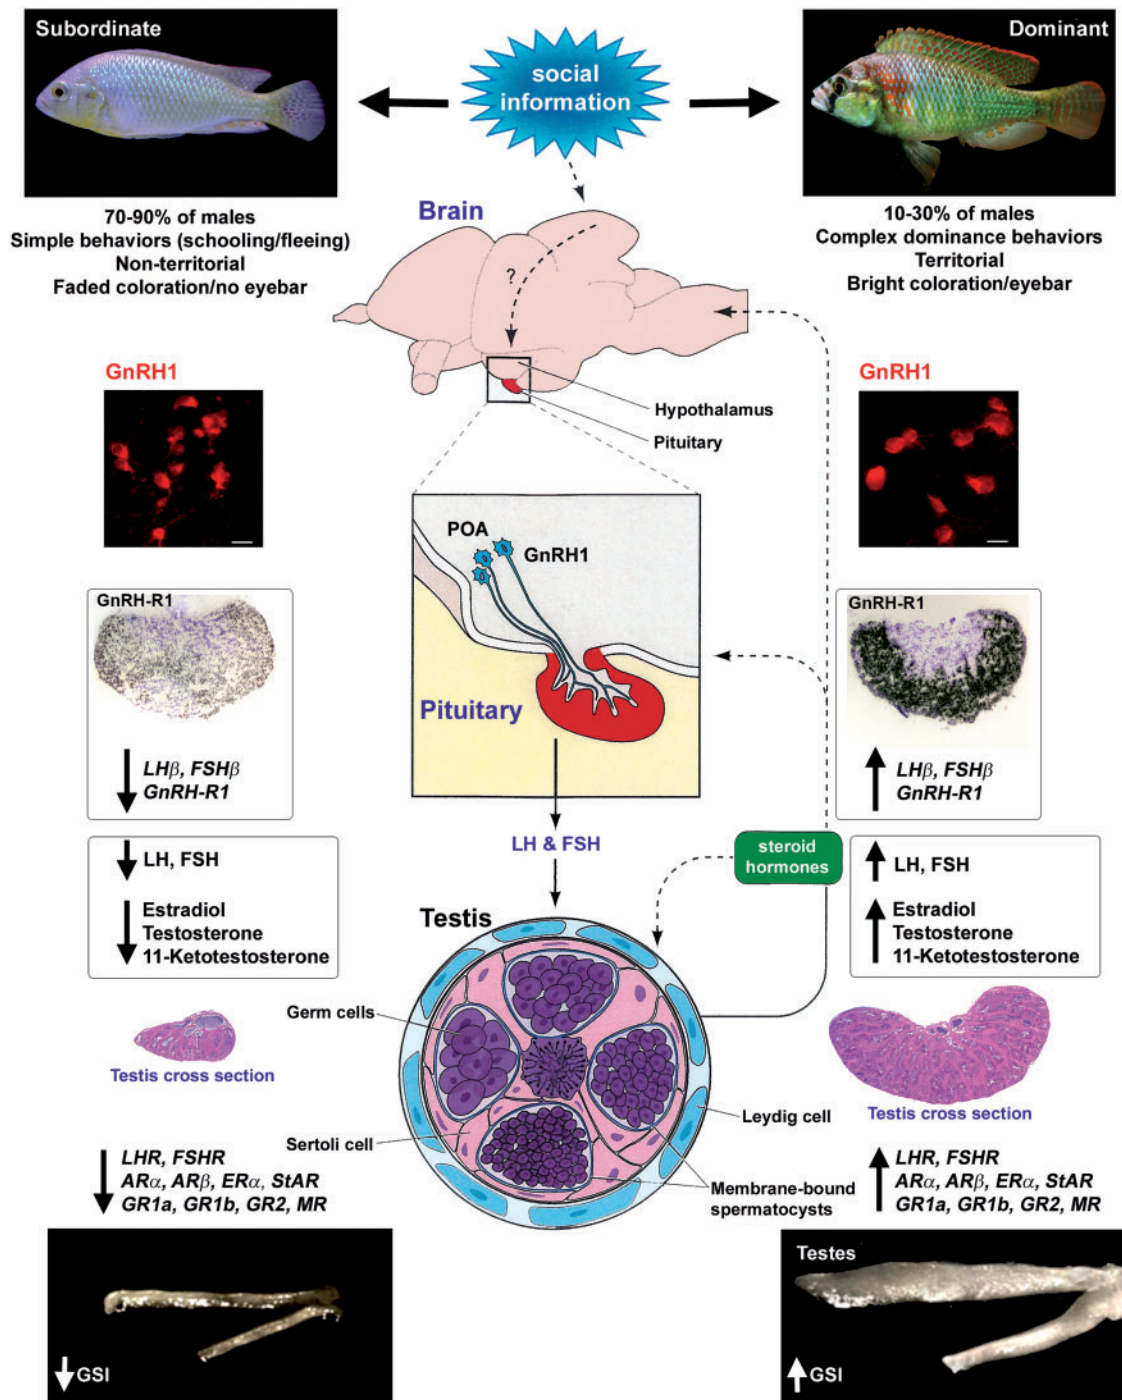 Subordinate
social
information
Dominant
70-90% of males
Simple behaviors (schooling/fleeing)
Non-territorial
Faded coloration/no eyebar
Brain
10-30% of males
Complex dominance behaviors
Territorial
Bright coloration/eyebar
?
GnRH1
Hypothalamus
Pituitary
GnRH1
POA
GnRH1
Pituitary
GnRH-R1
LHβ, FSHβ
GnRH-R1
GnRH-R1
LHβ, FSHβ
GnRH-R1
LH & FSH
steroid
hormones
LH, FSH
Estradiol
Testosterone
11-Ketotestosterone
LH, FSH
Estradiol
Testosterone
11-Ketotestosterone
Testis
Germ cells
Sertoli cell
Leydig cell
Membrane-bound
spermatocysts
Testis cross section
Testis cross section
LHR, FSHR
ARα, ARβ, ERα, StAR
GR1a, GR1b, GR2, MR
LHR, FSHR
ARα, ARβ, ERα, StAR
GR1a, GR1b, GR2, MR
GSI
Testes
GSI